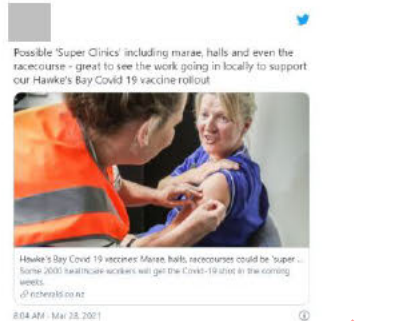 Possible 'Super Clinics' including marae, halls and even the
racecourse - great to see the work going in locally to support
our Hawke's Bay Covid 19 vaccine rollout
Hawke's Bay Covid 19 vaccines: Marae, halls, racecourses could be 'super ...
Some 2000 healthcare workers will get the Covid-19 shot in the coming
weeks.
nzherald.co.nz
8:04 AM · Mar 28, 2021